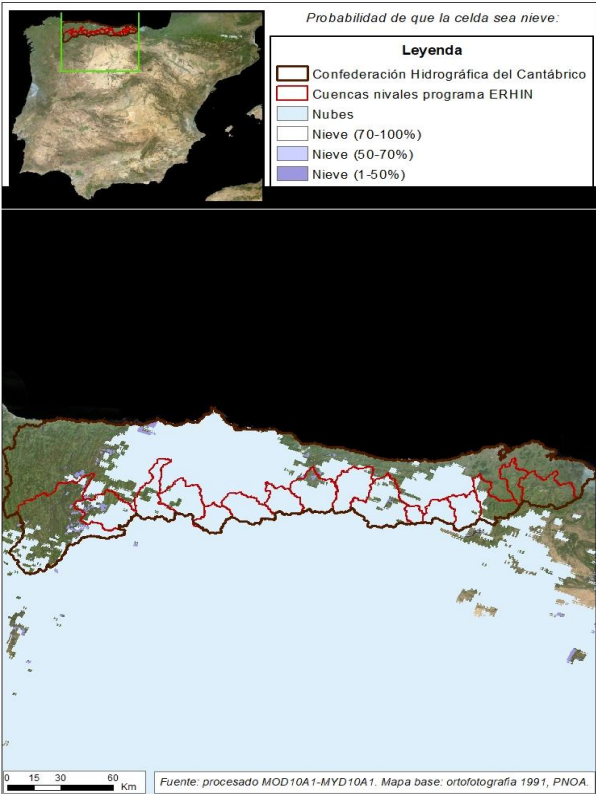 Probabilidad de que la celda sea nieve:
Leyenda
Confederación Hidrográfica del Cantábrico
Cuencas nivales programa ERHIN
Nubes
Nieve (70-100%)
Nieve (50-70%)
Nieve (1-50%)
0 15 30 60
Km
Fuente: procesado MOD10A1-MYD10A1. Mapa base: ortofotografía 1991, PNOA.